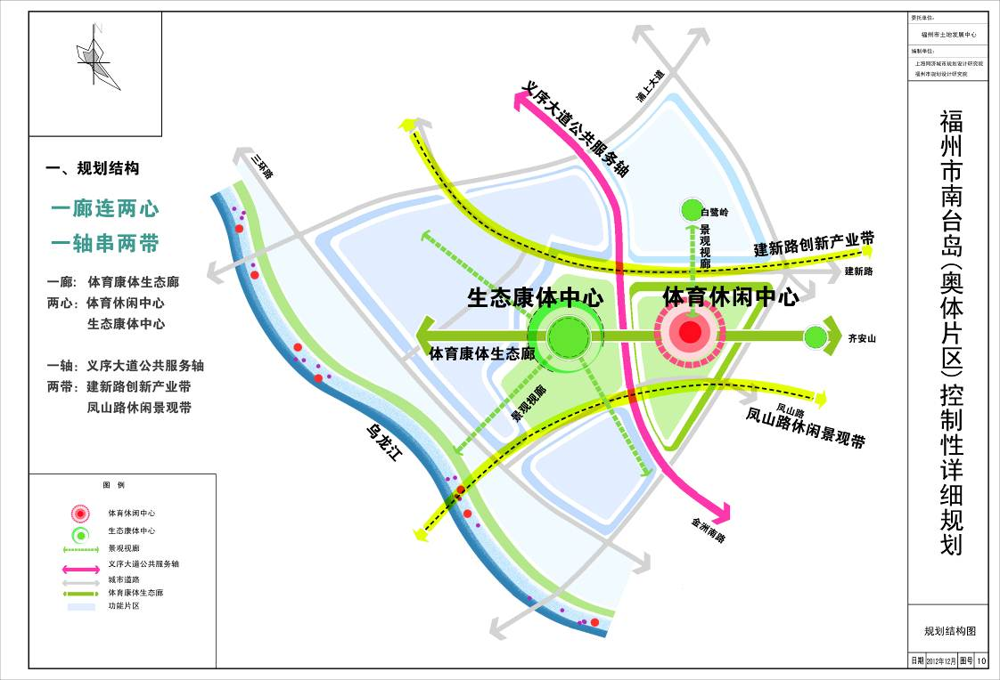 N
一、规划结构
一廊连两心
一轴串两带
一廊：体育康体生态廊
两心：体育休闲中心
生态康体中心
一轴：义序大道公共服务轴
两带：建新路创新产业带
凤山路休闲景观带
图 例
体育休闲中心
生态康体中心
景观视廊
义序大道公共服务轴
城市道路
体育康体生态廊
功能片区
三环路
浦上大道
义序大道公共服务轴
白鹭岭
景观视廊
建新路创新产业带
建新路
生态康体中心
体育休闲中心
体育康体生态廊
齐安山
景观视廊
凤山路
凤山路休闲景观带
乌龙江
金洲南路
委托单位：
福州市土地发展中心
编制单位：
上海同济城市规划设计研究院
福州市规划设计研究院
福州市南台岛（奥体片区）控制性详细规划
规划结构图
日期 2012年12月 图号 10